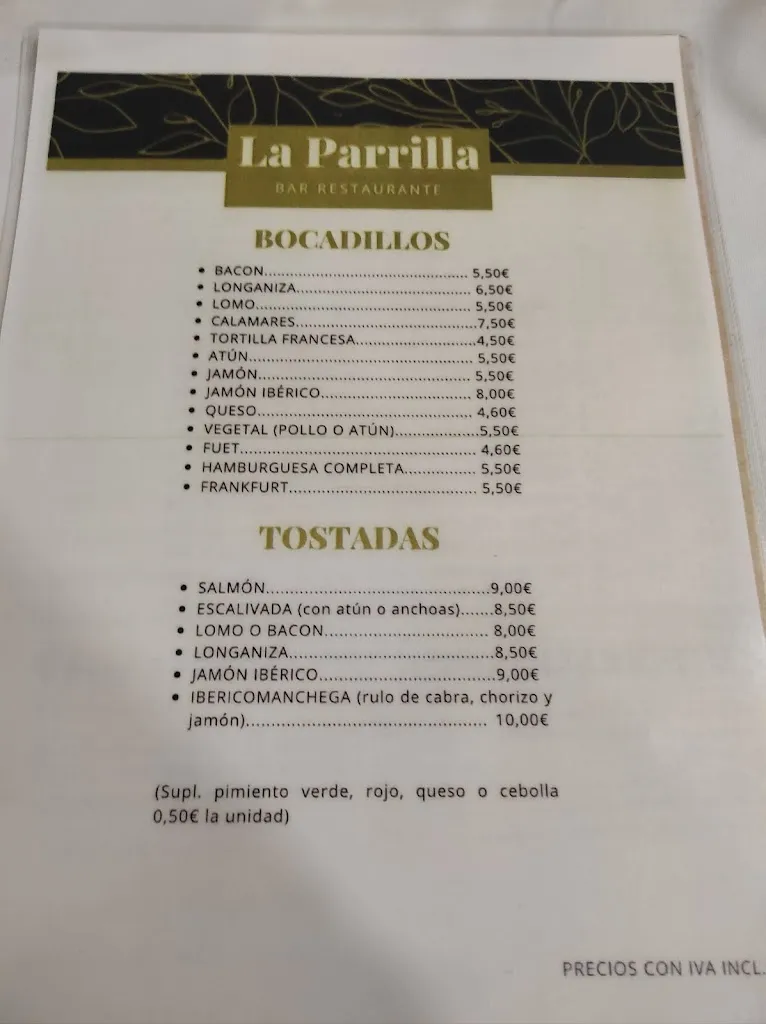 La Parrilla
BAR RESTAURANTE
BOCADILLOS
• BACON.................................................. 5,50€
• LONGANIZA........................................... 6,50€
• LOMO..................................................... 5,50€
• CALAMARES............................................7,50€
• TORTILLA FRANCESA.............................4,50€
• ATÚN....................................................... 5,50€
• JAMÓN.................................................... 5,50€
• JAMÓN IBÉRICO..................................... 8,00€
• QUESO.................................................... 4,60€
• VEGETAL (POLLO O ATÚN)....................5,50€
• FUET........................................................ 4,60€
• HAMBURGUESA COMPLETA................. 5,50€
• FRANKFURT............................................ 5,50€
TOSTADAS
• SALMÓN..................................................9,00€
• ESCALIVADA (con atún o anchoas).......8,50€
• LOMO O BACON.................................... 8,00€
• LONGANIZA.............................................8,50€
• JAMÓN IBÉRICO.......................................9,00€
• IBERICOMANCHEGA (rulo de cabra, chorizo y
jamón)..................................................... 10,00€
(Supl. pimiento verde, rojo, queso o cebolla
0,50€ la unidad)
PRECIOS CON IVA INCL.